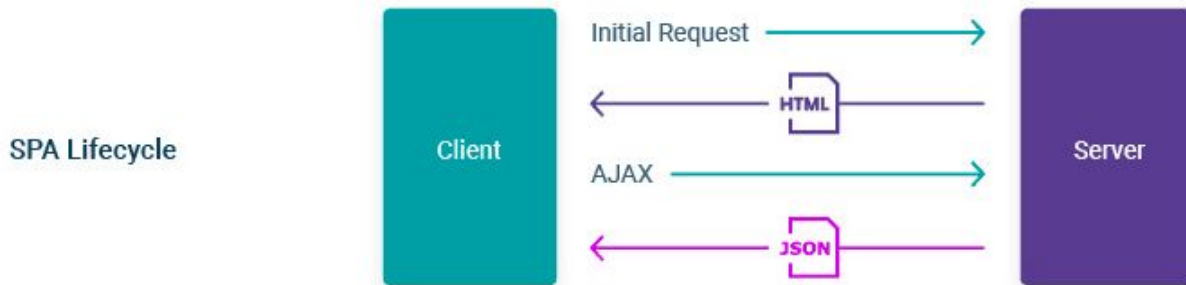 Initial Request
HTML
SPA Lifecycle
Client
Server
AJAX
JSON